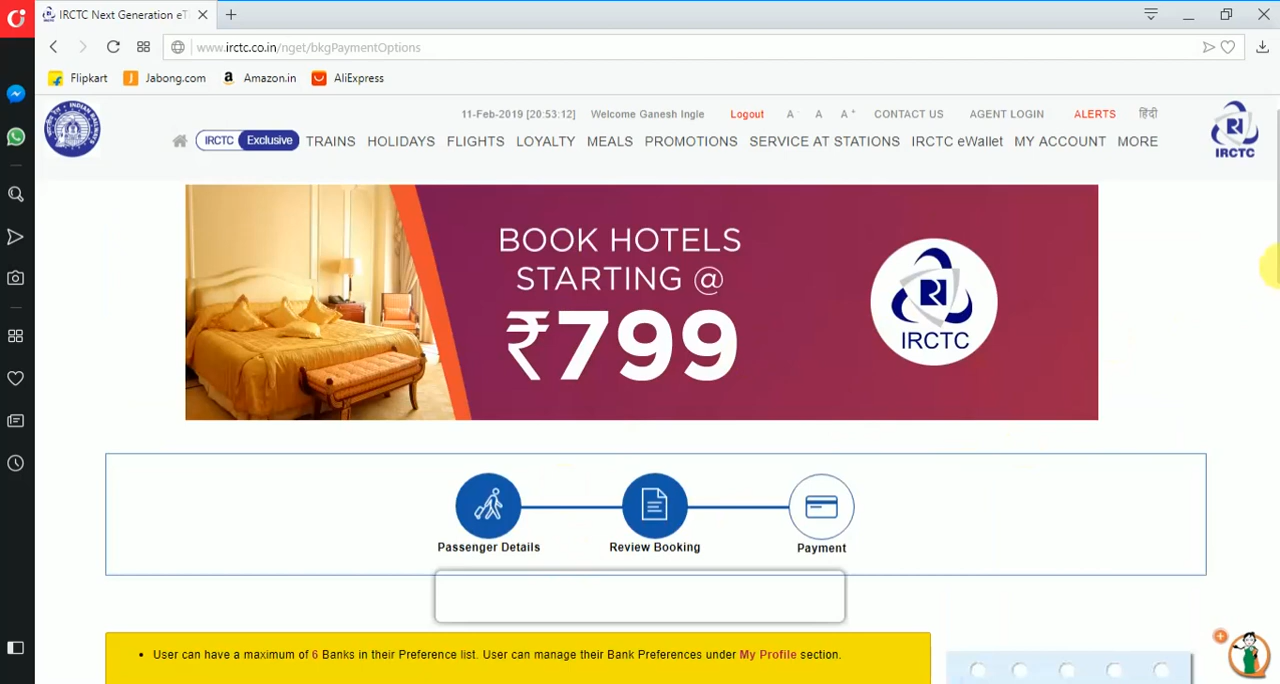 IRCTC Next Generation eTi
www.irctc.co.in/nget/bkgPaymentOptions
Flipkart Jabong.com Amazon.in AliExpress
11-Feb-2019 [20:53:12] Welcome Ganesh Ingle Logout A A A+ CONTACT US AGENT LOGIN ALERTS हिंदी
IRCTC Exclusive TRAINS HOLIDAYS FLIGHTS LOYALTY MEALS PROMOTIONS SERVICE AT STATIONS IRCTC eWallet MY ACCOUNT MORE
IRCTC
BOOK HOTELS
STARTING @
₹799
IRCTC
Passenger Details Review Booking Payment
User can have a maximum of 6 Banks in their Preference list. User can manage their Bank Preferences under My Profile section.